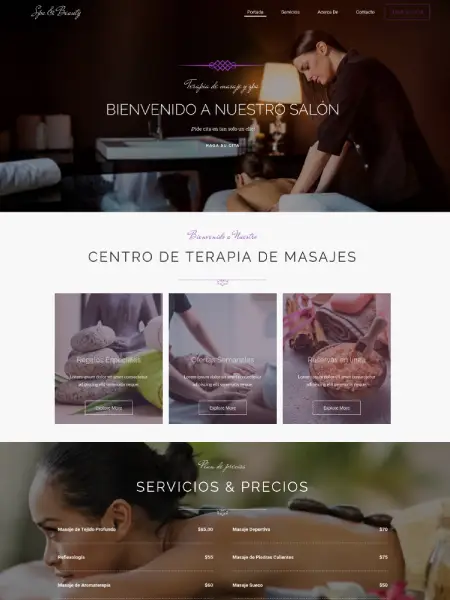 Spa & Beauty
Portada
Servicios
Acerca De
Contacto
Terapia de masaje y spa
BIENVENIDO A NUESTRO SALÓN
¡Pide cita en tan solo un clic!
HAGA SU CITA
Bienvenido a Nuestro
CENTRO DE TERAPIA DE MASAJES
Regalos Especiales
Lorem ipsum dolor sit amet consectetur
adipiscing elit venenatis neque.
Explore More
Ofertas Semanales
Lorem ipsum dolor sit amet consectetur
adipiscing elit venenatis neque.
Explore More
Reservas en línea
Lorem ipsum dolor sit amet consectetur
adipiscing elit venenatis neque.
Explore More
Plan de precios
SERVICIOS & PRECIOS
Masaje de Tejido Profundo $65.00
Masaje Deportivo $70
Reflexología $55
Masaje de Piedras Calientes $75
Masaje de Aromaterapia $60
Masaje Sueco $50